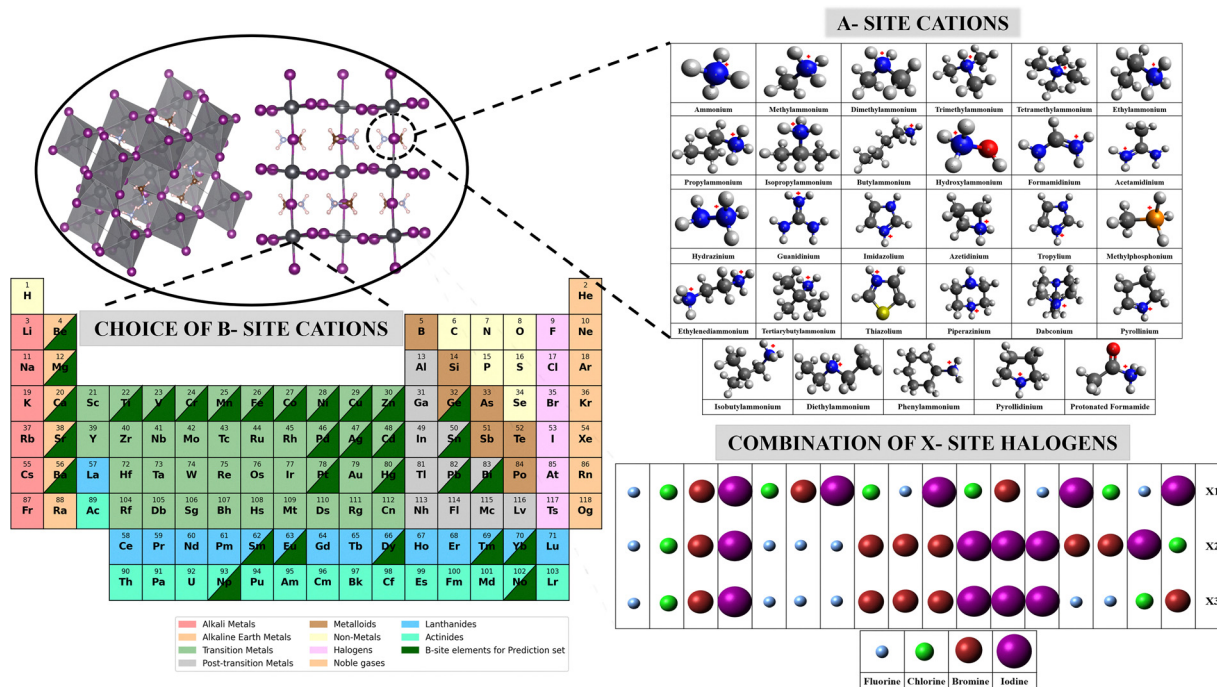 A- SITE CATIONS
Ammonium Methylammonium Dimethylammonium Trimethylammonium Tetramethylammonium Ethylammonium
Propylammonium Isopropylammonium Butylammonium Hydroxylammonium Formamidinium Acetamidinium
Hydrazinium Guanidinium Imidazolium Azetidinium Tropylium Methylphosphonium
Ethylenediammonium Tertiarybutylammonium Thiazolium Piperazinium Dabconium Pyrollinium
Isobutylammonium Diethylammonium Phenylammonium Pyrollidinium Protonated Formamide
CHOICE OF B- SITE CATIONS
1 2
H He
3 4 5 6 7 8 9 10
Li Be B C N O F Ne
11 12 13 14 15 16 17 18
Na Mg Al Si P S Cl Ar
19 20 21 22 23 24 25 26 27 28 29 30 31 32 33 34 35 36
K Ca Sc Ti V Cr Mn Fe Co Ni Cu Zn Ga Ge As Se Br Kr
37 38 39 40 41 42 43 44 45 46 47 48 49 50 51 52 53 54
Rb Sr Y Zr Nb Mo Tc Ru Rh Pd Ag Cd In Sn Sb Te I Xe
55 56 57 72 73 74 75 76 77 78 79 80 81 82 83 84 85 86
Cs Ba La Hf Ta W Re Os Ir Pt Au Hg Tl Pb Bi Po At Rn
87 88 89 104 105 106 107 108 109 110 111 112 113 114 115 116 117 118
Fr Ra Ac Rf Db Sg Bh Hs Mt Ds Rg Cn Nh Fl Mc Lv Ts Og
58 59 60 61 62 63 64 65 66 67 68 69 70 71
Ce Pr Nd Pm Sm Eu Gd Tb Dy Ho Er Tm Yb Lu
90 91 92 93 94 95 96 97 98 99 100 101 102 103
Th Pa U Np Pu Am Cm Bk Cf Es Fm Md No Lr
Alkali Metals
Alkaline Earth Metals
Transition Metals
Post-transition Metals
Metalloids
Non-Metals
Halogens
Noble gases
Lanthanides
Actinides
B-site elements for Prediction set
COMBINATION OF X- SITE HALOGENS
X1
X2
X3
Fluorine Chlorine Bromine Iodine